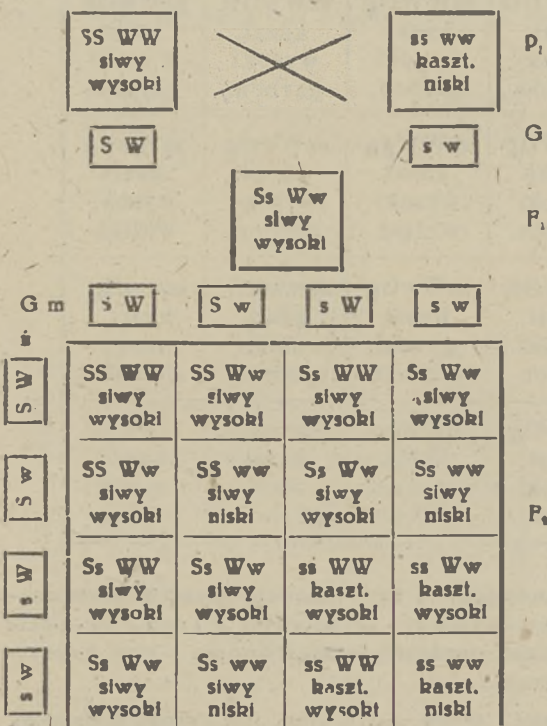 SS WW
siwy
wysoki
ss ww
kaszt.
niski
P₁
S W
s w
G
Ss Ww
siwy
wysoki
F₁
G m
S W
S w
s W
s w
S W
SS WW
siwy
wysoki
SS Ww
siwy
wysoki
Ss WW
siwy
wysoki
Ss Ww
siwy
wysoki
S w
SS Ww
siwy
wysoki
SS ww
siwy
niski
Ss Ww
siwy
wysoki
Ss ww
siwy
niski
F₂
s W
Ss WW
siwy
wysoki
Ss Ww
siwy
wysoki
ss WW
kaszt.
wysoki
ss Ww
kaszt.
wysoki
s w
Ss Ww
siwy
wysoki
Ss ww
siwy
niski
ss WW
kaszt.
wysoki
ss ww
kaszt.
niski